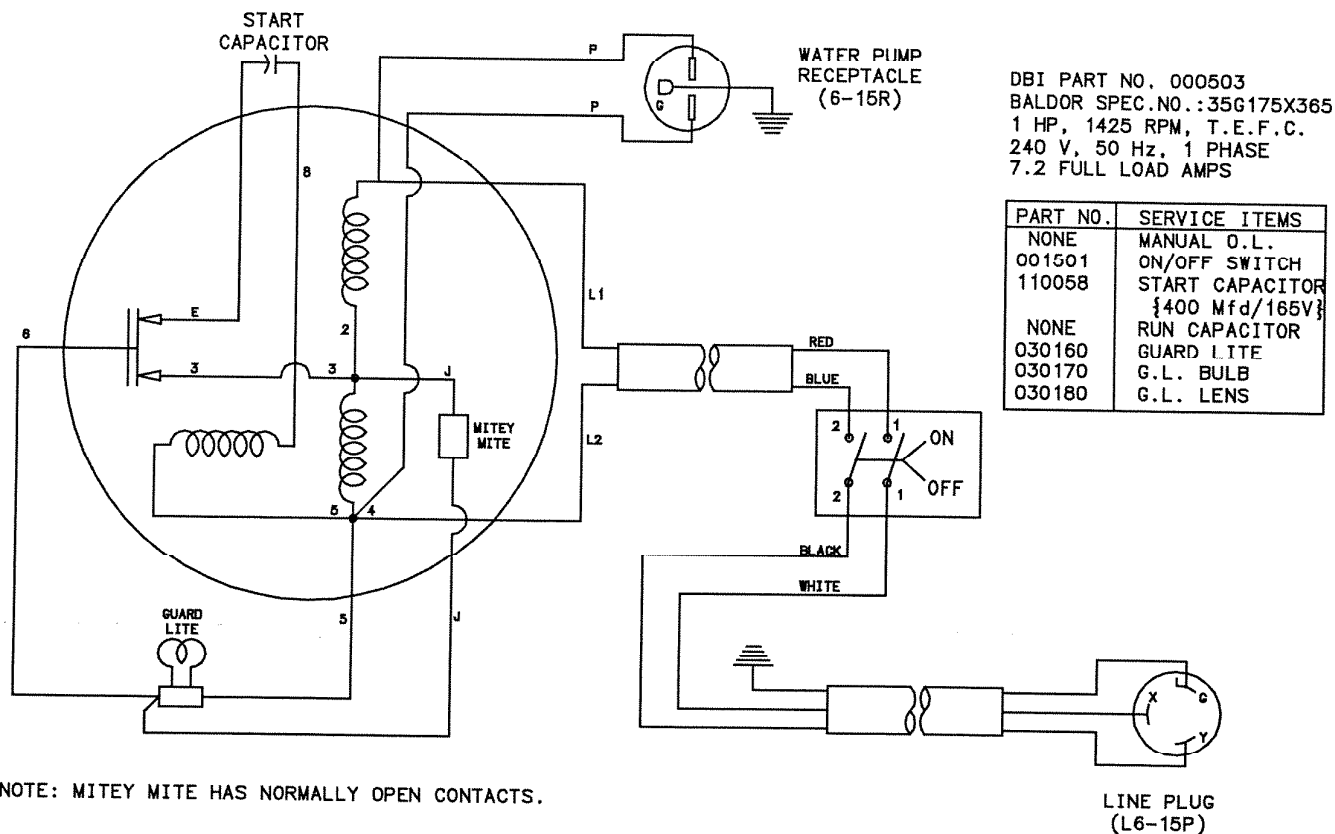 START
CAPACITOR
P
P
G
WATFR PUMP
RECEPTACLE
(6-15R)
DBI PART NO. 000503
BALDOR SPEC.NO.:35G175X365
1 HP, 1425 RPM, T.E.F.C.
240 V, 50 Hz, 1 PHASE
7.2 FULL LOAD AMPS
PART NO. SERVICE ITEMS
NONE MANUAL O.L.
001501 ON/OFF SWITCH
110058 START CAPACITOR
{400 Mfd/165V}
NONE RUN CAPACITOR
030160 GUARD LITE
030170 G.L. BULB
030180 G.L. LENS
8
E
6
3
2
3
J
MITEY
MITE
L1
L2
RED
BLUE
2
1
ON
OFF
2
1
5
4
BLACK
WHITE
5
J
GUARD
LITE
X
G
Y
NOTE: MITEY MITE HAS NORMALLY OPEN CONTACTS.
LINE PLUG
(L6-15P)